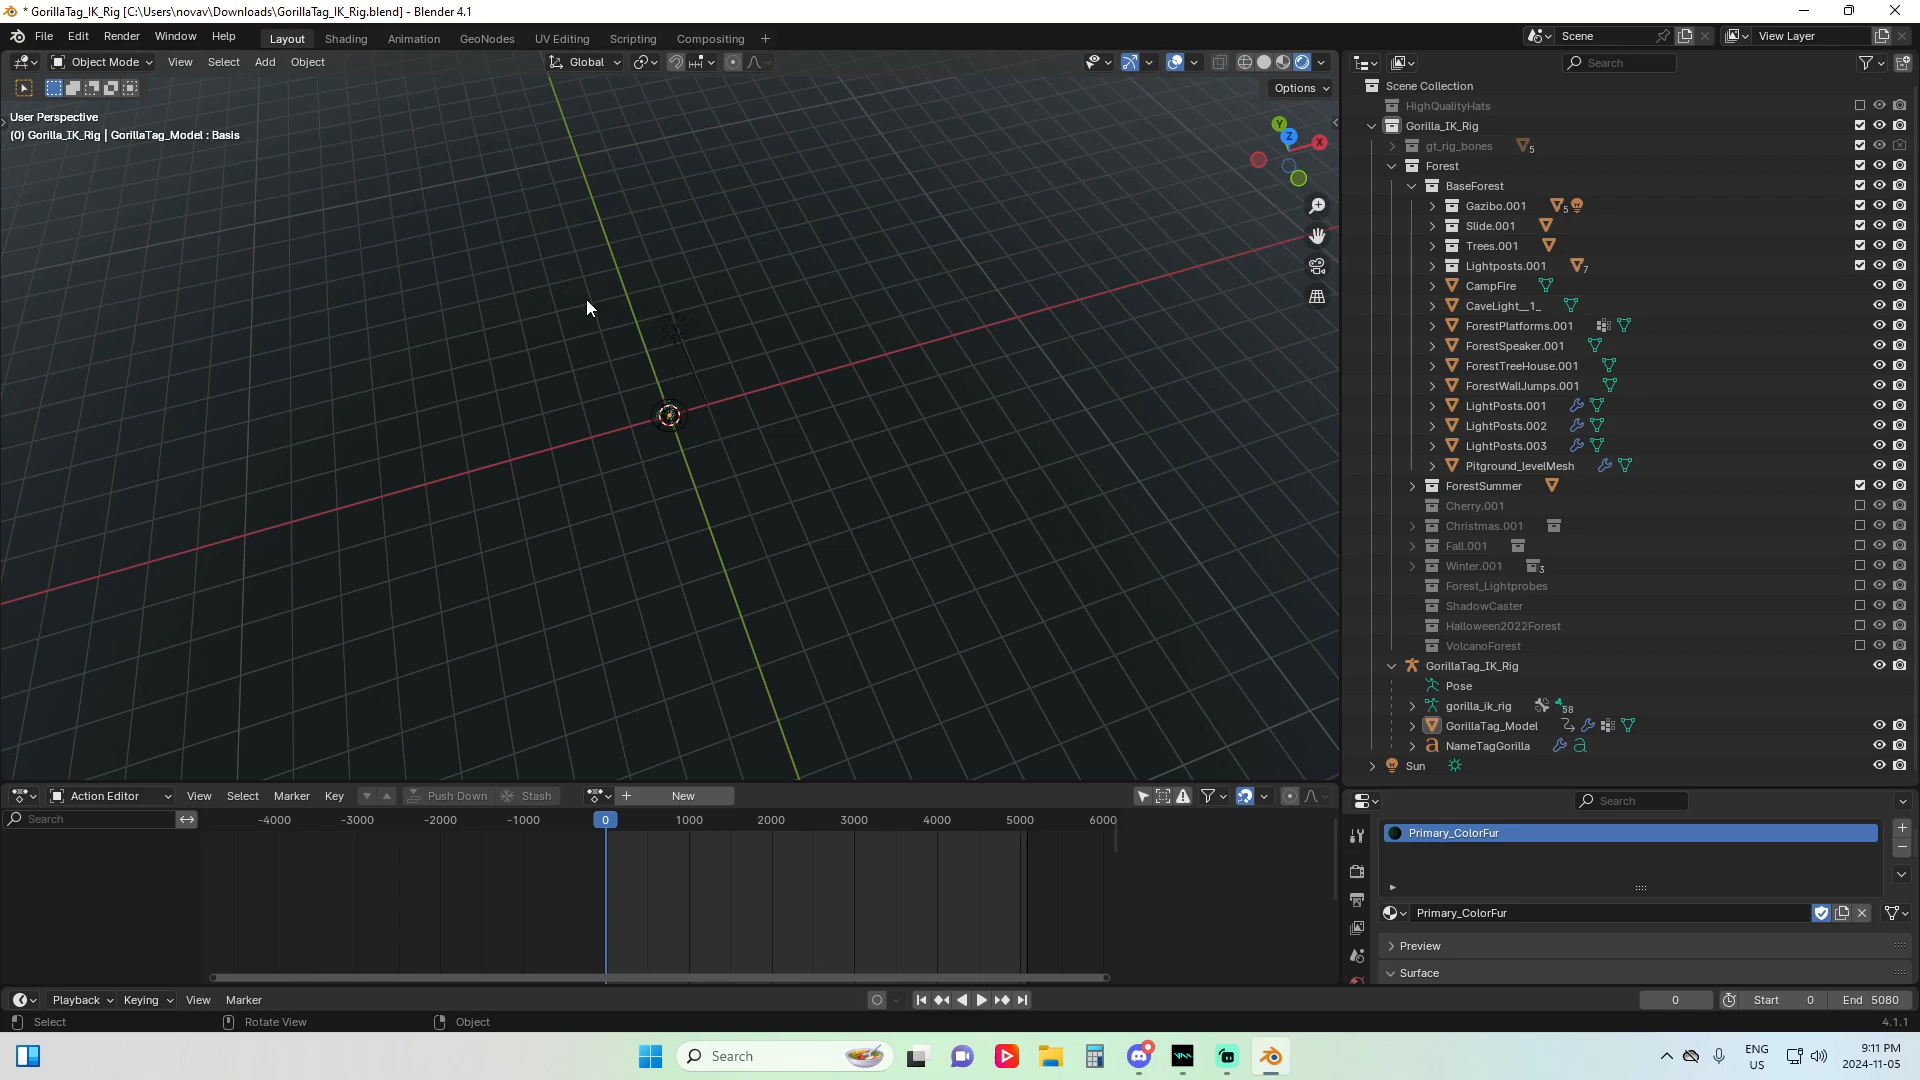 * GorillaTag_IK_Rig [C:\Users\novav\Downloads\GorillaTag_IK_Rig.blend] - Blender 4.1
File Edit Render Window Help Layout Shading Animation GeoNodes UV Editing Scripting Compositing + Scene View Layer
Object Mode View Select Add Object Global Search
Options
User Perspective
(0) Gorilla_IK_Rig | GorillaTag_Model : Basis
Y
Z
X
Scene Collection
HighQualityHats
Gorilla_IK_Rig
gt_rig_bones 5
Forest
BaseForest
Gazibo.001 5
Slide.001
Trees.001
Lightposts.001 7
CampFire
CaveLight__1_
ForestPlatforms.001
ForestSpeaker.001
ForestTreeHouse.001
ForestWallJumps.001
LightPosts.001
LightPosts.002
LightPosts.003
Pitground_levelMesh
ForestSummer
Cherry.001
Christmas.001
Fall.001
Winter.001 3
Forest_Lightprobes
ShadowCaster
Halloween2022Forest
VolcanoForest
GorillaTag_IK_Rig
Pose
gorilla_ik_rig 58
GorillaTag_Model
NameTagGorilla
Sun
Action Editor View Select Marker Key Push Down Stash New
Search
-4000 -3000 -2000 -1000 0 1000 2000 3000 4000 5000 6000
Search
Primary_ColorFur
Primary_ColorFur
Preview
Surface
Playback Keying View Marker 0 Start 0 End 5080
Select Rotate View Object 4.1.1
Search
ENG
US
9:11 PM
2024-11-05